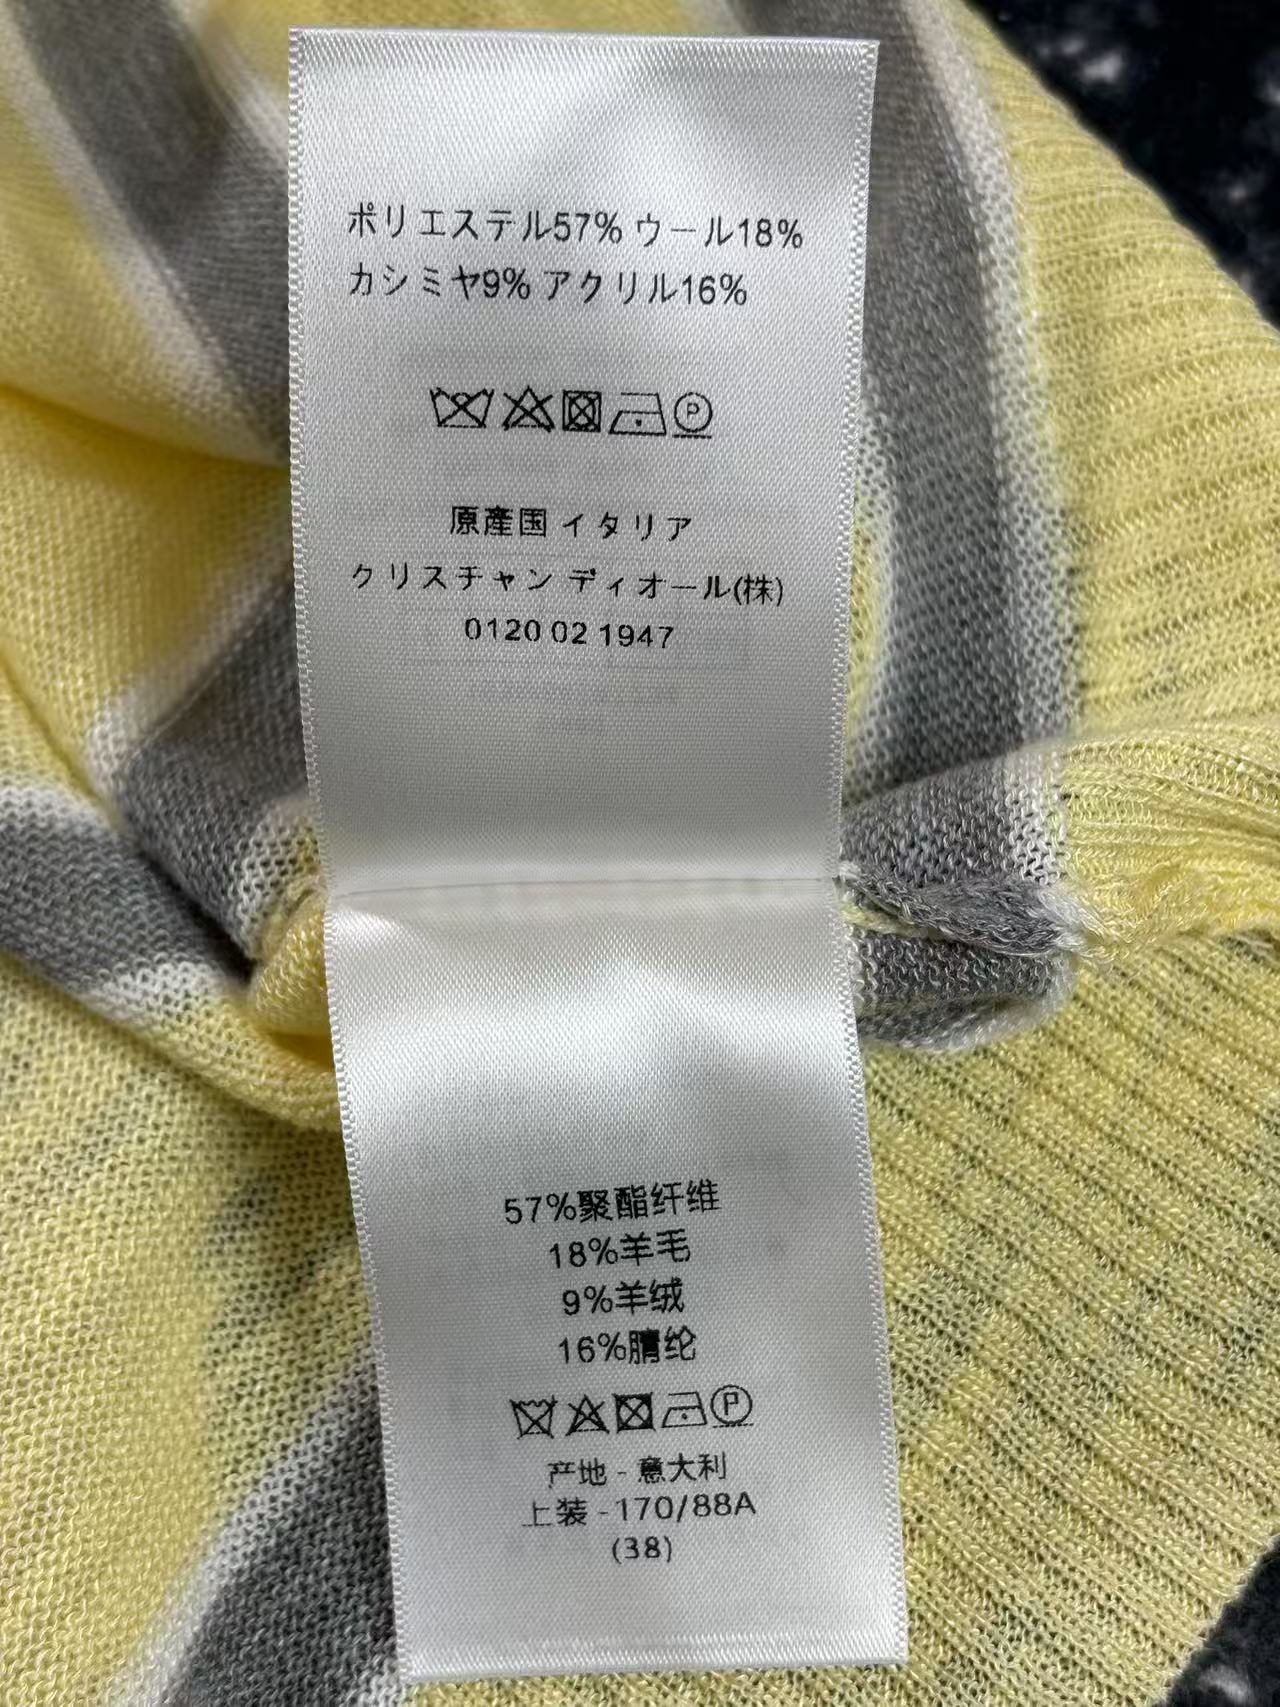 ポリエステル57% ウール18%
カシミヤ9% アクリル16%
P
原産国 イタリア
クリスチャン ディオール(株)
0120 02 1947
57%聚酯纤维
18%羊毛
9%羊绒
16%腈纶
P
产地 - 意大利
上装 -170/88A
(38)